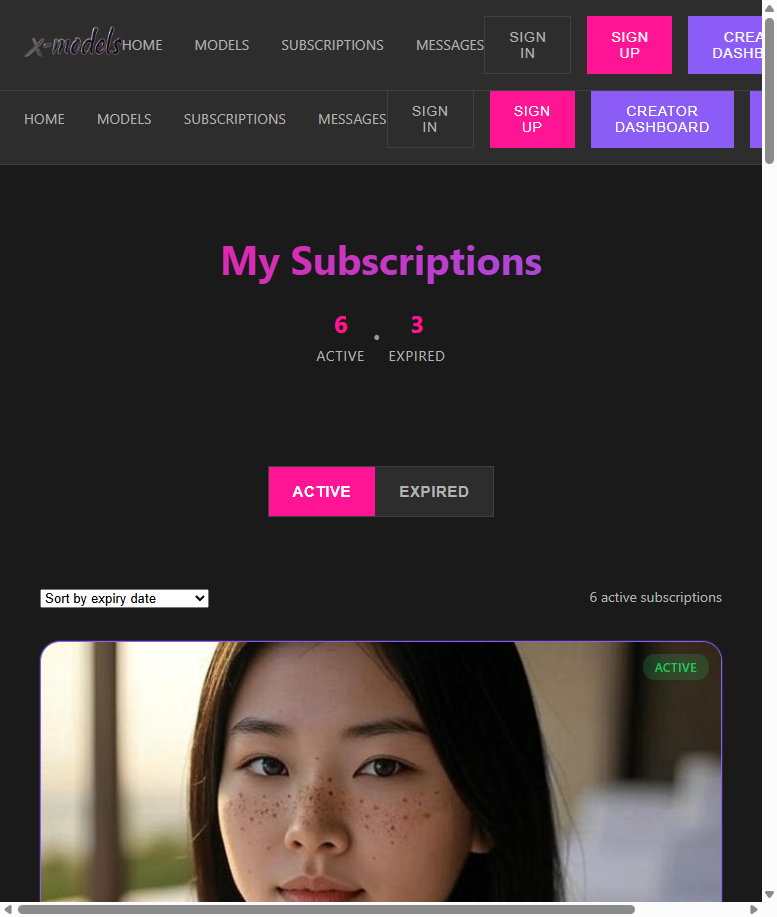 x-models HOME MODELS SUBSCRIPTIONS MESSAGES SIGN IN SIGN UP CREA DASHB
HOME MODELS SUBSCRIPTIONS MESSAGES SIGN IN SIGN UP CREATOR DASHBOARD
My Subscriptions
6 • 3
ACTIVE EXPIRED
ACTIVE EXPIRED
Sort by expiry date 6 active subscriptions
ACTIVE